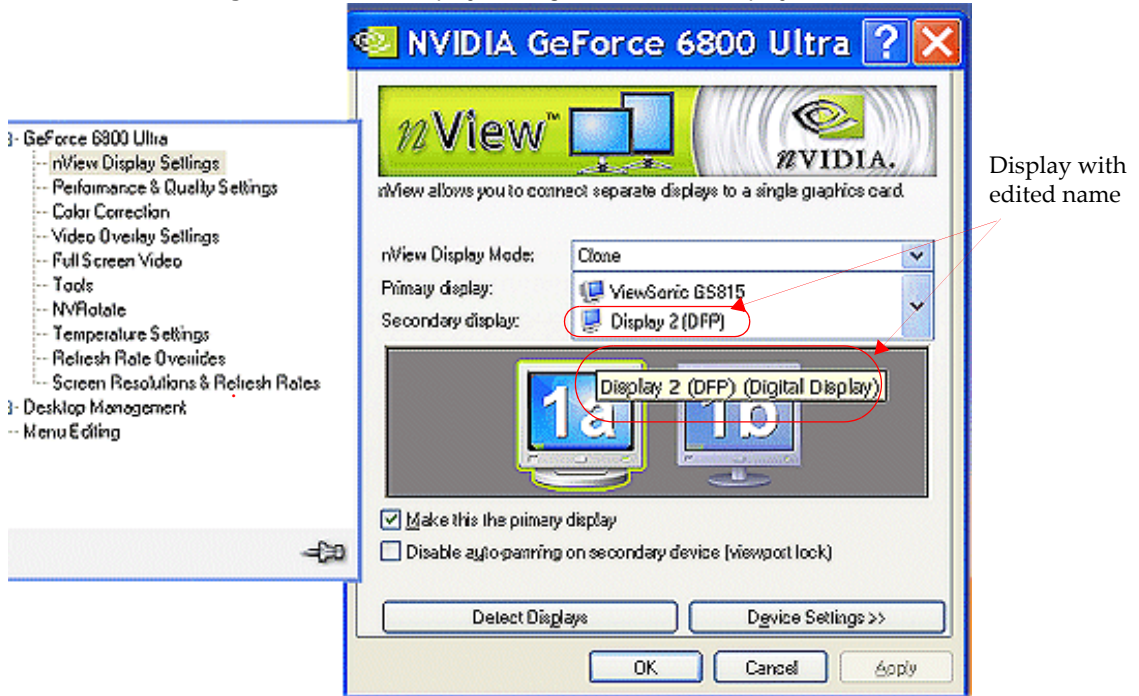 NVIDIA GeForce 6800 Ultra
nView™
nVIDIA.
nView allows you to connect separate displays to a single graphics card.
GeForce 6800 Ultra
nView Display Settings
Performance & Quality Settings
Color Correction
Video Overlay Settings
Full Screen Video
Tools
NVRotate
Temperature Settings
Refresh Rate Overrides
Screen Resolutions & Refresh Rates
Desktop Management
Menu Editing
nView Display Mode:
Clone
Primary display:
ViewSonic GS815
Secondary display:
Display 2 (DFP)
Display 2 (DFP) (Digital Display)
1a
1b
Make this the primary display
Disable auto-panning on secondary device (viewport lock)
Detect Displays
Device Settings >>
OK
Cancel
Apply
Display with
edited name